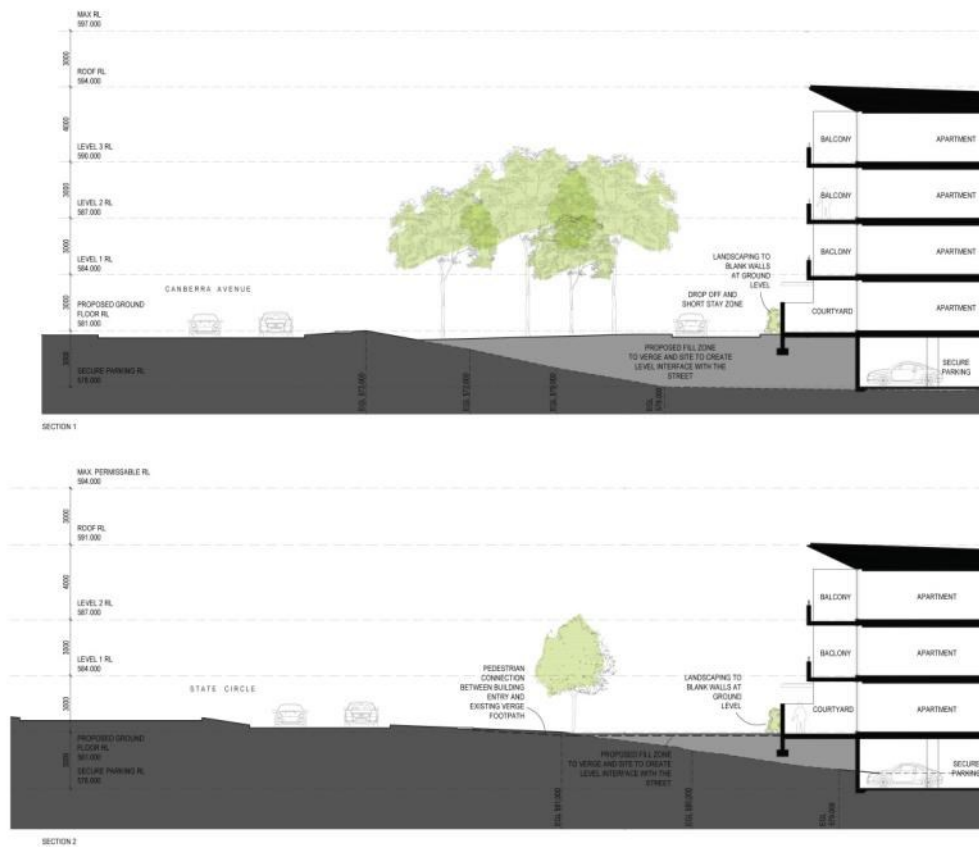 MAX RL
597.000
3000
ROOF RL
594.000
4000
LEVEL 3 RL
590.000
3000
LEVEL 2 RL
587.000
3000
LEVEL 1 RL
584.000
3000
PROPOSED GROUND
FLOOR RL
581.000
3000
SECURE PARKING RL
578.000
CANBERRA AVENUE
BALCONY
APARTMENT
BALCONY
APARTMENT
BACLONY
APARTMENT
COURTYARD
APARTMENT
LANDSCAPING TO
BLANK WALLS
AT GROUND
LEVEL
DROP OFF AND
SHORT STAY ZONE
PROPOSED FILL ZONE
TO VERGE AND SITE TO CREATE
LEVEL INTERFACE WITH THE
STREET
SECURE
PARKING
EGL
EGL
EGL
EGL
SECTION 1
MAX. PERMISSABLE RL
594.000
3000
ROOF RL
591.000
4000
LEVEL 2 RL
587.000
3000
LEVEL 1 RL
584.000
3000
PROPOSED GROUND
FLOOR RL
581.000
3000
SECURE PARKING RL
578.000
STATE CIRCLE
PEDESTRIAN
CONNECTION
BETWEEN BUILDING
ENTRY AND
EXISTING VERGE
FOOTPATH
LANDSCAPING TO
BLANK WALLS AT
GROUND
LEVEL
BALCONY
APARTMENT
BACLONY
APARTMENT
COURTYARD
APARTMENT
PROPOSED FILL ZONE
TO VERGE AND SITE TO CREATE
LEVEL INTERFACE WITH THE
STREET
SECURE
PARKING
EGL
EGL
EGL
SECTION 2